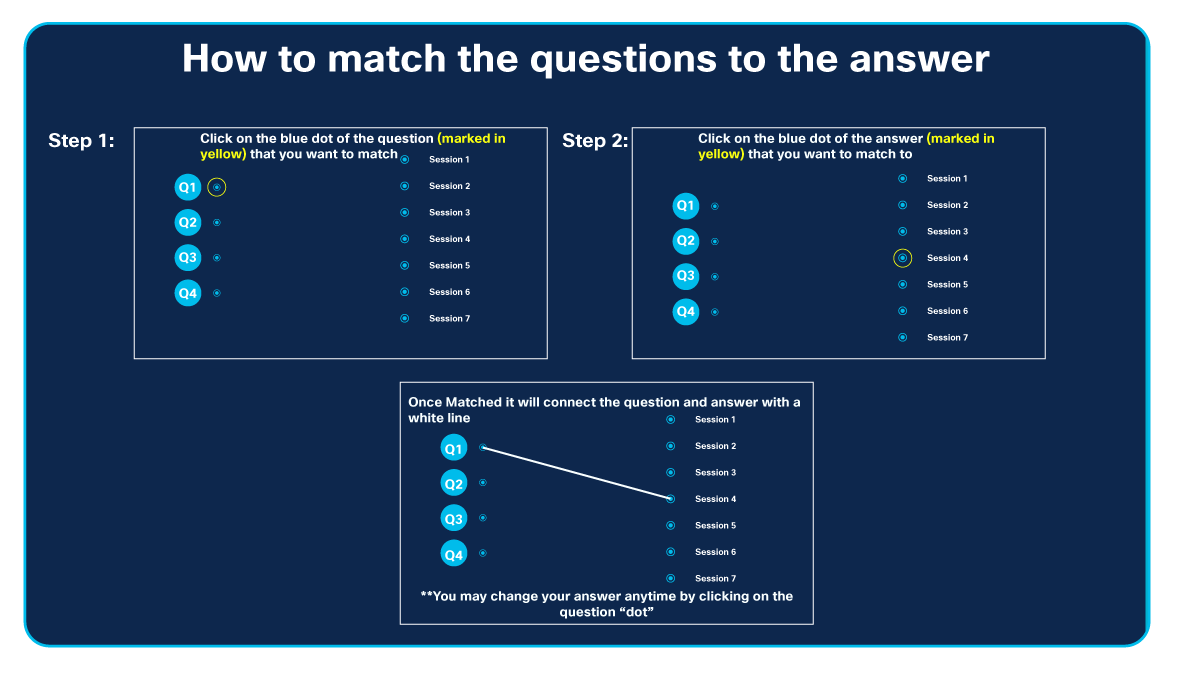 How to match the questions to the answer
Step 1:
Click on the blue dot of the question (marked in
yellow) that you want to match
Session 1
Session 2
Session 3
Session 4
Session 5
Session 6
Session 7
Q1
Q2
Q3
Q4
Step 2:
Click on the blue dot of the answer (marked in
yellow) that you want to match to
Session 1
Session 2
Session 3
Session 4
Session 5
Session 6
Session 7
Q1
Q2
Q3
Q4
Once Matched it will connect the question and answer with a
white line
Session 1
Session 2
Session 3
Session 4
Session 5
Session 6
Session 7
Q1
Q2
Q3
Q4
**You may change your answer anytime by clicking on the
question “dot”